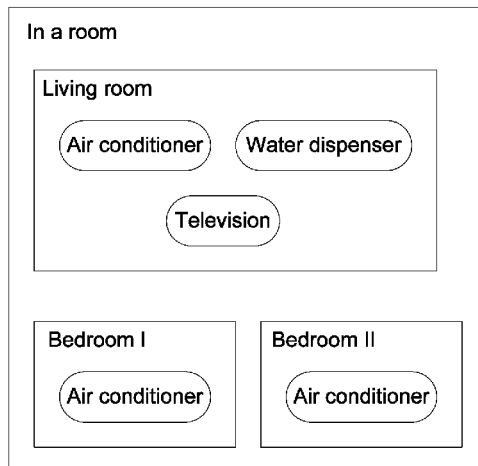 In a room
Living room
Air conditioner
Water dispenser
Television
Bedroom I
Air conditioner
Bedroom II
Air conditioner